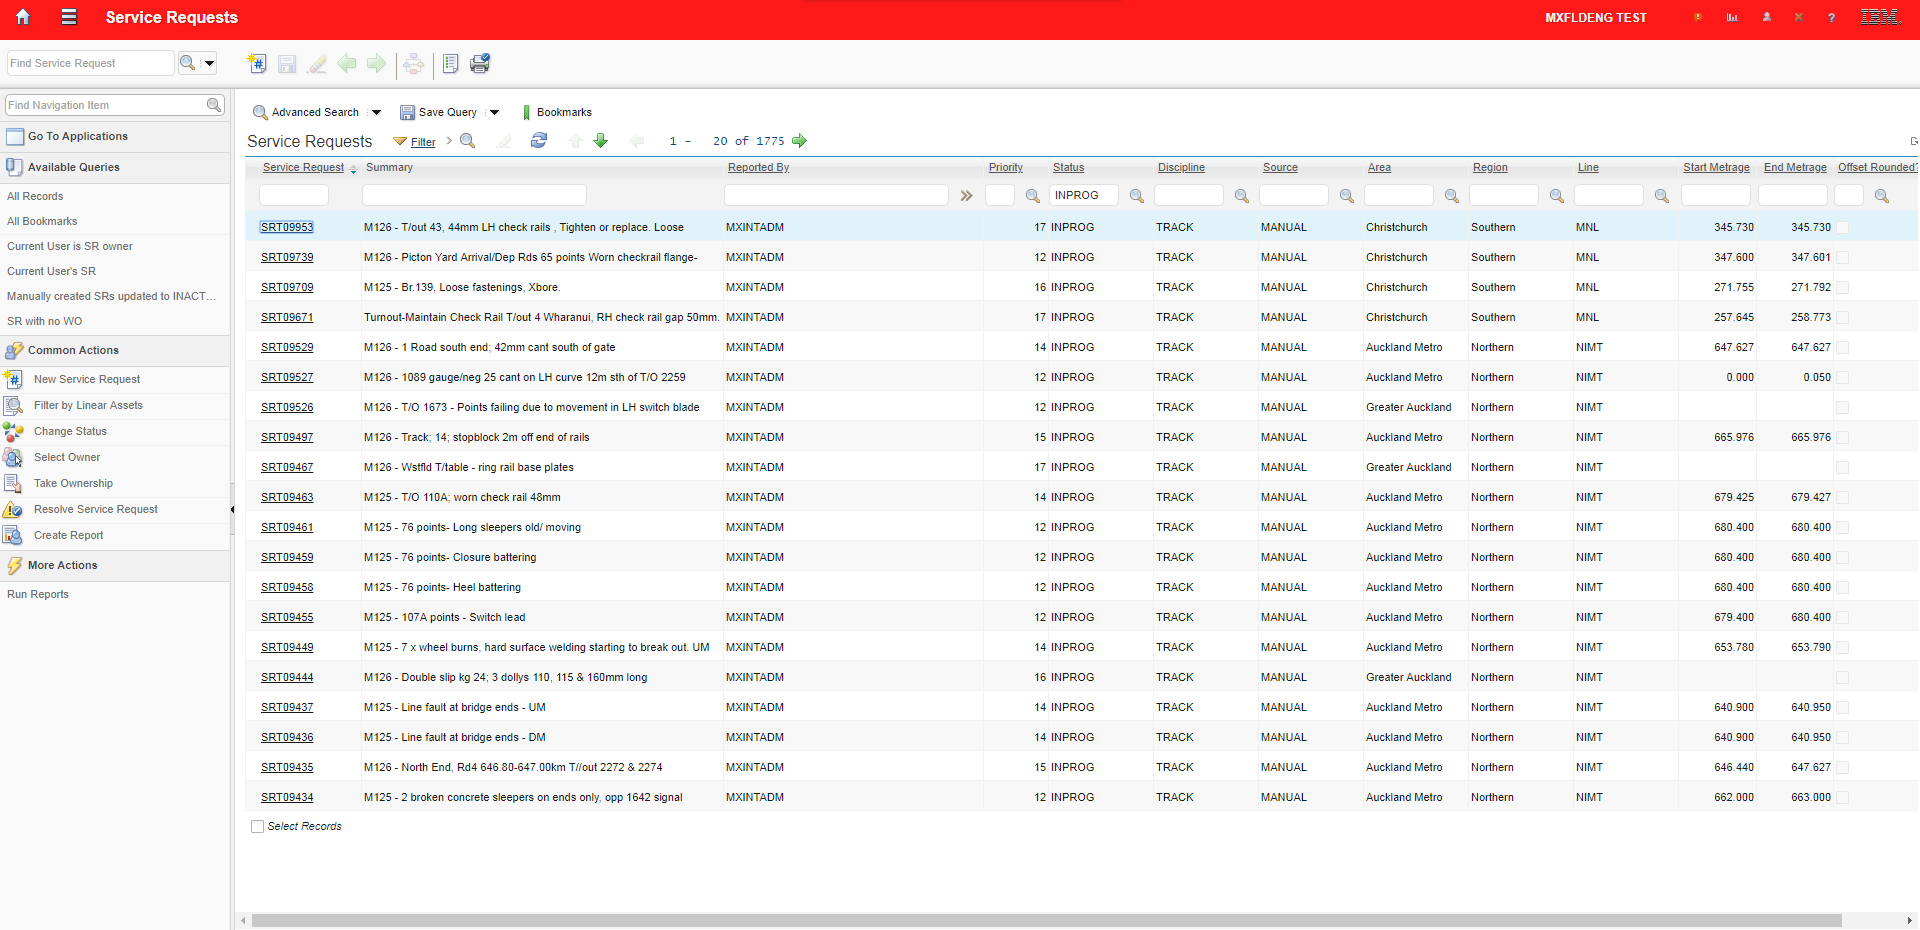 Service Requests MXFLDENG TEST ? IBM.
Find Service Request
Find Navigation Item
Go To Applications
Available Queries
All Records
All Bookmarks
Current User is SR owner
Current User's SR
Manually created SRs updated to INACT...
SR with no WO
Common Actions
New Service Request
Filter by Linear Assets
Change Status
Select Owner
Take Ownership
Resolve Service Request
Create Report
More Actions
Run Reports
Advanced Search Save Query Bookmarks
Service Requests Filter 1 - 20 of 1775
Service Request Summary Reported By Priority Status Discipline Source Area Region Line Start Metrage End Metrage Offset Rounded?
INPROG
SRT09953 M126 - T/out 43, 44mm LH check rails , Tighten or replace. Loose MXINTADM 17 INPROG TRACK MANUAL Christchurch Southern MNL 345.730 345.730
SRT09739 M126 - Picton Yard Arrival/Dep Rds 65 points Worn checkrail flange- MXINTADM 12 INPROG TRACK MANUAL Christchurch Southern MNL 347.600 347.601
SRT09709 M125 - Br.139, Loose fastenings, Xbore. MXINTADM 16 INPROG TRACK MANUAL Christchurch Southern MNL 271.755 271.792
SRT09671 Turnout-Maintain Check Rail T/out 4 Wharanui, RH check rail gap 50mm. MXINTADM 17 INPROG TRACK MANUAL Christchurch Southern MNL 257.645 258.773
SRT09529 M126 - 1 Road south end; 42mm cant south of gate MXINTADM 14 INPROG TRACK MANUAL Auckland Metro Northern NIMT 647.627 647.627
SRT09527 M126 - 1089 gauge/neg 25 cant on LH curve 12m sth of T/O 2259 MXINTADM 12 INPROG TRACK MANUAL Auckland Metro Northern NIMT 0.000 0.050
SRT09526 M126 - T/O 1673 - Points failing due to movement in LH switch blade MXINTADM 12 INPROG TRACK MANUAL Greater Auckland Northern NIMT
SRT09497 M126 - Track; 14; stopblock 2m off end of rails MXINTADM 15 INPROG TRACK MANUAL Auckland Metro Northern NIMT 665.976 665.976
SRT09467 M126 - Wstfld T/table - ring rail base plates MXINTADM 17 INPROG TRACK MANUAL Greater Auckland Northern NIMT
SRT09463 M125 - T/O 110A; worn check rail 48mm MXINTADM 14 INPROG TRACK MANUAL Auckland Metro Northern NIMT 679.425 679.427
SRT09461 M125 - 76 points- Long sleepers old/ moving MXINTADM 12 INPROG TRACK MANUAL Auckland Metro Northern NIMT 680.400 680.400
SRT09459 M125 - 76 points- Closure battering MXINTADM 12 INPROG TRACK MANUAL Auckland Metro Northern NIMT 680.400 680.400
SRT09458 M125 - 76 points- Heel battering MXINTADM 12 INPROG TRACK MANUAL Auckland Metro Northern NIMT 680.400 680.400
SRT09455 M125 - 107A points - Switch lead MXINTADM 12 INPROG TRACK MANUAL Auckland Metro Northern NIMT 679.400 680.400
SRT09449 M125 - 7 x wheel burns, hard surface welding starting to break out. UM MXINTADM 14 INPROG TRACK MANUAL Auckland Metro Northern NIMT 653.780 653.790
SRT09444 M126 - Double slip kg 24; 3 dollys 110, 115 & 160mm long MXINTADM 16 INPROG TRACK MANUAL Greater Auckland Northern NIMT
SRT09437 M125 - Line fault at bridge ends - UM MXINTADM 14 INPROG TRACK MANUAL Auckland Metro Northern NIMT 640.900 640.950
SRT09436 M125 - Line fault at bridge ends - DM MXINTADM 14 INPROG TRACK MANUAL Auckland Metro Northern NIMT 640.900 640.950
SRT09435 M126 - North End, Rd4 646.80-647.00km T//out 2272 & 2274 MXINTADM 15 INPROG TRACK MANUAL Auckland Metro Northern NIMT 646.440 647.627
SRT09434 M125 - 2 broken concrete sleepers on ends only, opp 1642 signal MXINTADM 12 INPROG TRACK MANUAL Auckland Metro Northern NIMT 662.000 663.000
Select Records